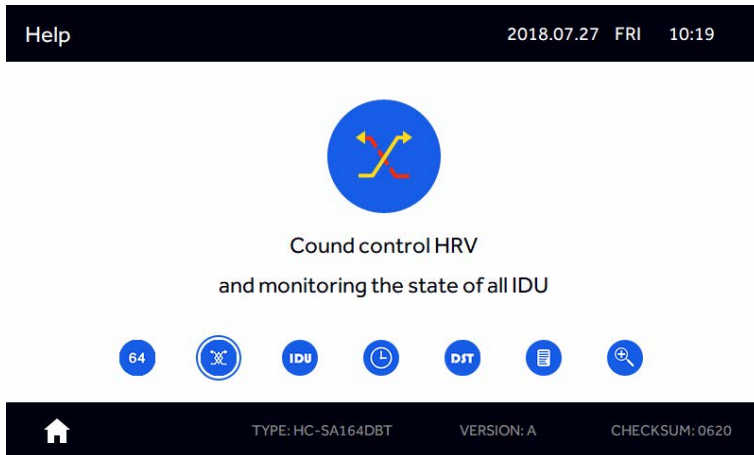 Help
2018.07.27 FRI 10:19
Cound control HRV
and monitoring the state of all IDU
64
IDU
DST
TYPE: HC-SA164DBT VERSION: A CHECKSUM: 0620